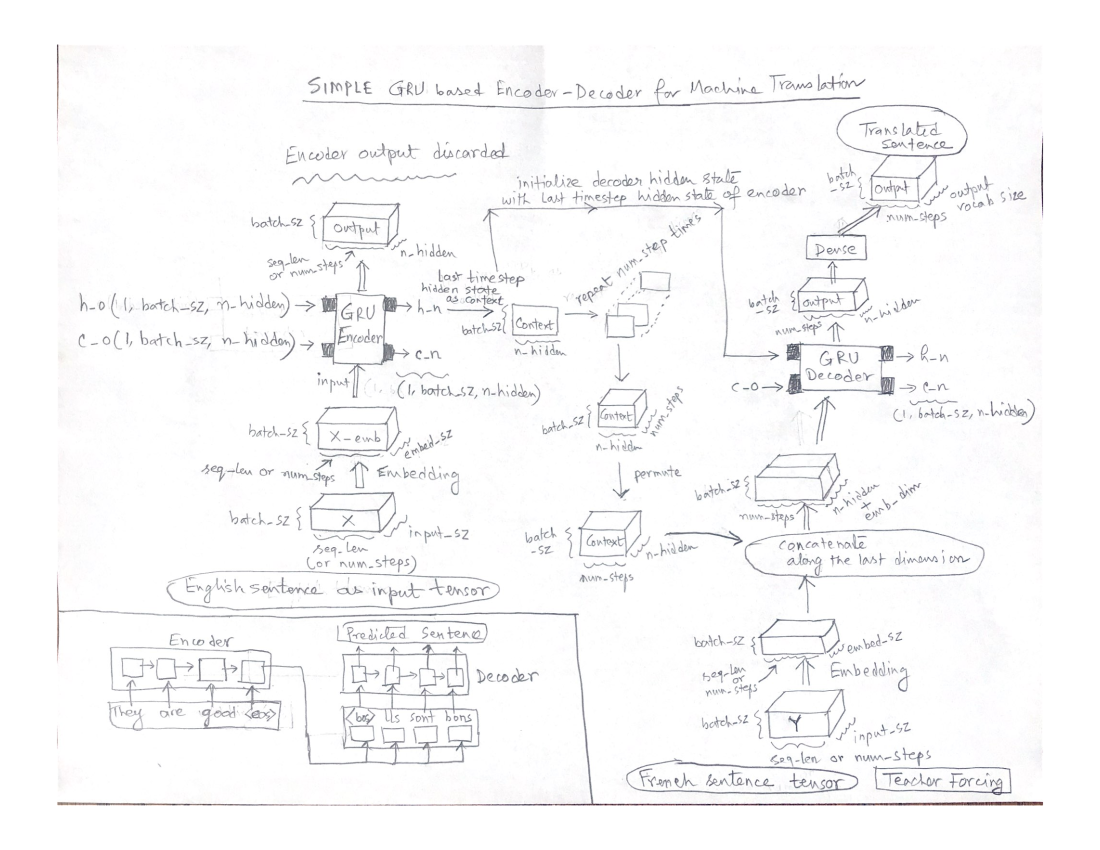 SIMPLE GRU based Encoder-Decoder for Machine Translation
Encoder output discarded
batch_sz
output
n_hidden
seq_len
or num_steps
h_0 (1, batch_sz, n_hidden)
c_0 (1, batch_sz, n_hidden)
GRU
Encoder
h_n
c_n
(1, batch_sz, n_hidden)
input
last timestep
hidden state
as context
initialize decoder hidden state
with last timestep hidden state of encoder
batch_sz
Context
n_hidden
repeat num_step times
batch_sz
Context
num_steps
n_hidden
permute
batch
_sz
Context
n_hidden
num_steps
batch_sz
X_emb
embed_sz
seq_len or num_steps
Embedding
batch_sz
X
input_sz
seq_len
(or num_steps)
English sentence as input tensor
Translated
Sentence
batch
_sz
Output
output
vocab size
num_steps
Dense
batch
_sz
output
n_hidden
num_steps
GRU
Decoder
h_n
c_0
c_n
(1, batch_sz, n_hidden)
batch_sz
num_steps
n_hidden
+
emb_dim
concatenate
along the last dimension
batch_sz
embed_sz
seq_len
or
num_steps
Embedding
batch_sz
Y
input_sz
seq_len or num_steps
French sentence tensor
Teacher Forcing
Encoder
They are good <eos>
Predicted Sentence
Decoder
<bos> Ils sont bons